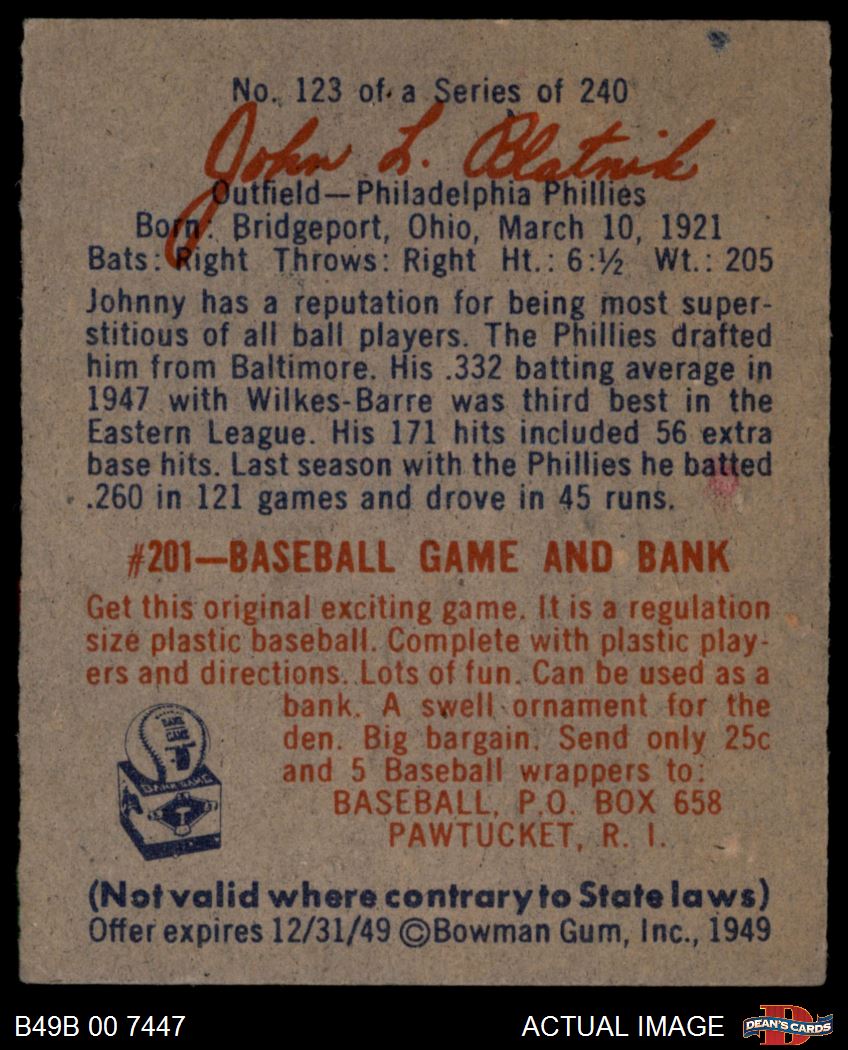 No. 123 of a Series of 240
John L. Blatnik
Outfield—Philadelphia Phillies
Born: Bridgeport, Ohio, March 10, 1921
Bats: Right Throws: Right Ht.: 6:½ Wt.: 205
Johnny has a reputation for being most super-
stitious of all ball players. The Phillies drafted
him from Baltimore. His .332 batting average in
1947 with Wilkes-Barre was third best in the
Eastern League. His 171 hits included 56 extra
base hits. Last season with the Phillies he batted
.260 in 121 games and drove in 45 runs.
#201—BASEBALL GAME AND BANK
Get this original exciting game. It is a regulation
size plastic baseball. Complete with plastic play-
ers and directions. Lots of fun. Can be used as a
bank. A swell ornament for the
den. Big bargain. Send only 25c
and 5 Baseball wrappers to:
BASEBALL, P.O. BOX 658
PAWTUCKET, R. I.
BANK
GAME
BANK GAME
(Not valid where contrary to State laws)
Offer expires 12/31/49 ©Bowman Gum, Inc., 1949
B49B 00 7447
ACTUAL IMAGE
D
DEAN'S CARDS